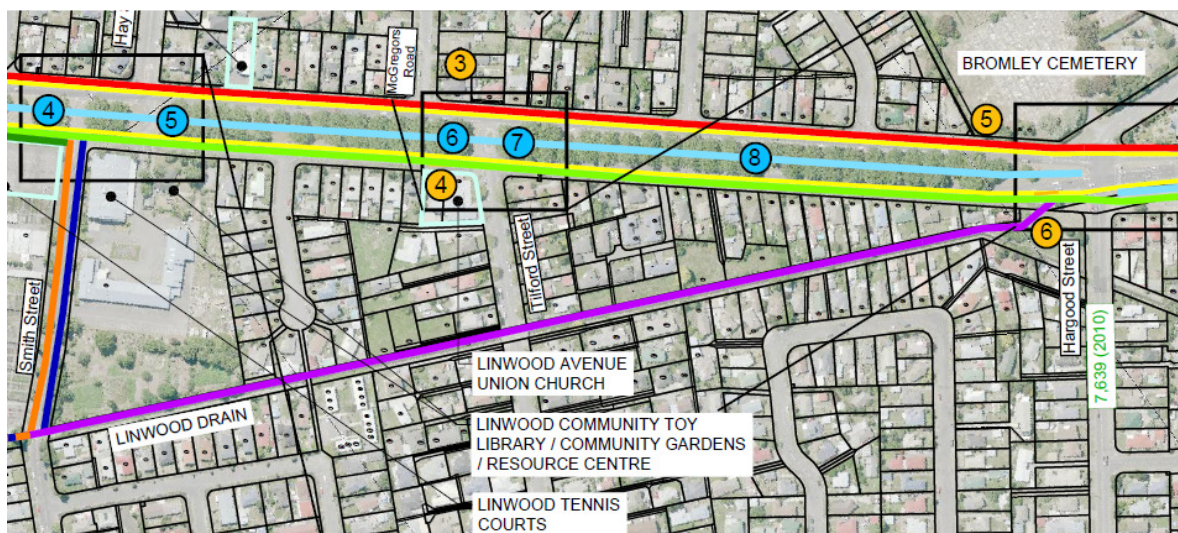 Hay
McGregors
Road
3
BROMLEY CEMETERY
4
5
5
6
7
8
4
Tilford Street
6
Smith Street
Hargood Street
7,639 (2010)
LINWOOD DRAIN
LINWOOD AVENUE
UNION CHURCH
LINWOOD COMMUNITY TOY
LIBRARY / COMMUNITY GARDENS
/ RESOURCE CENTRE
LINWOOD TENNIS
COURTS